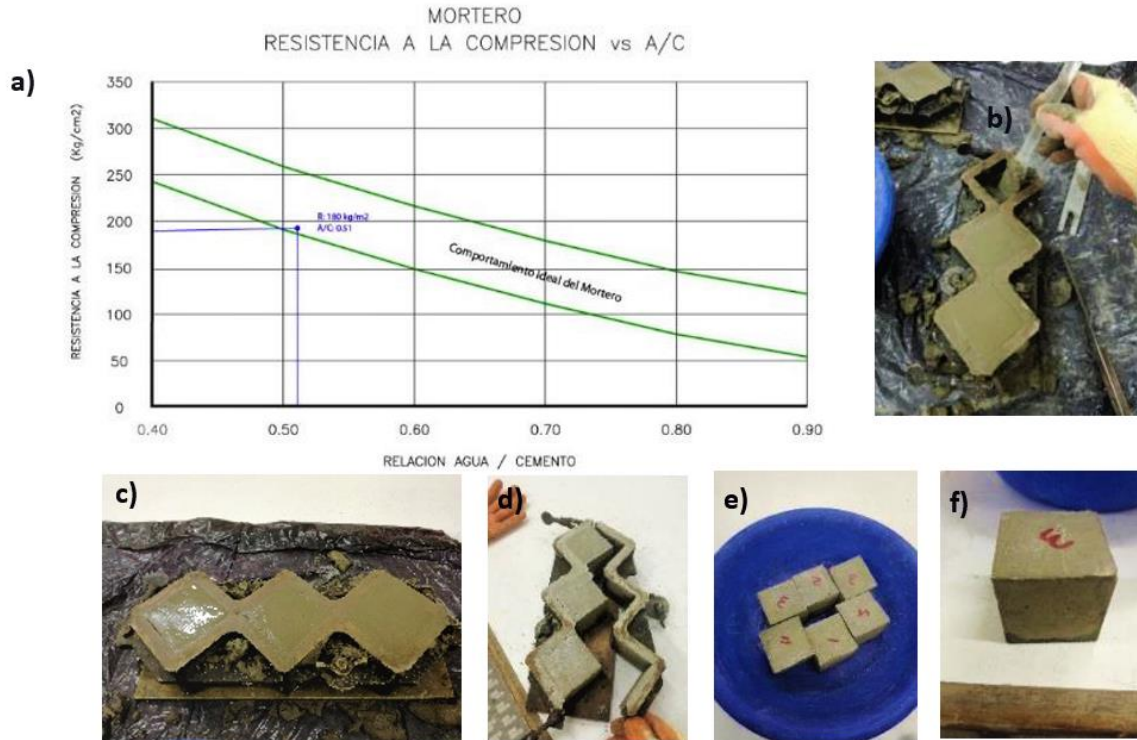 MORTERO
RESISTENCIA A LA COMPRESION vs A/C
a)
RESISTENCIA A LA COMPRESION (Kg/cm2)
350
300
250
200
150
100
50
0
R: 180 kg/m2
A/C: 0.51
Comportamiento ideal del Mortero
0.40 0.50 0.60 0.70 0.80 0.90
RELACION AGUA / CEMENTO
b)
c)
d)
e)
f)